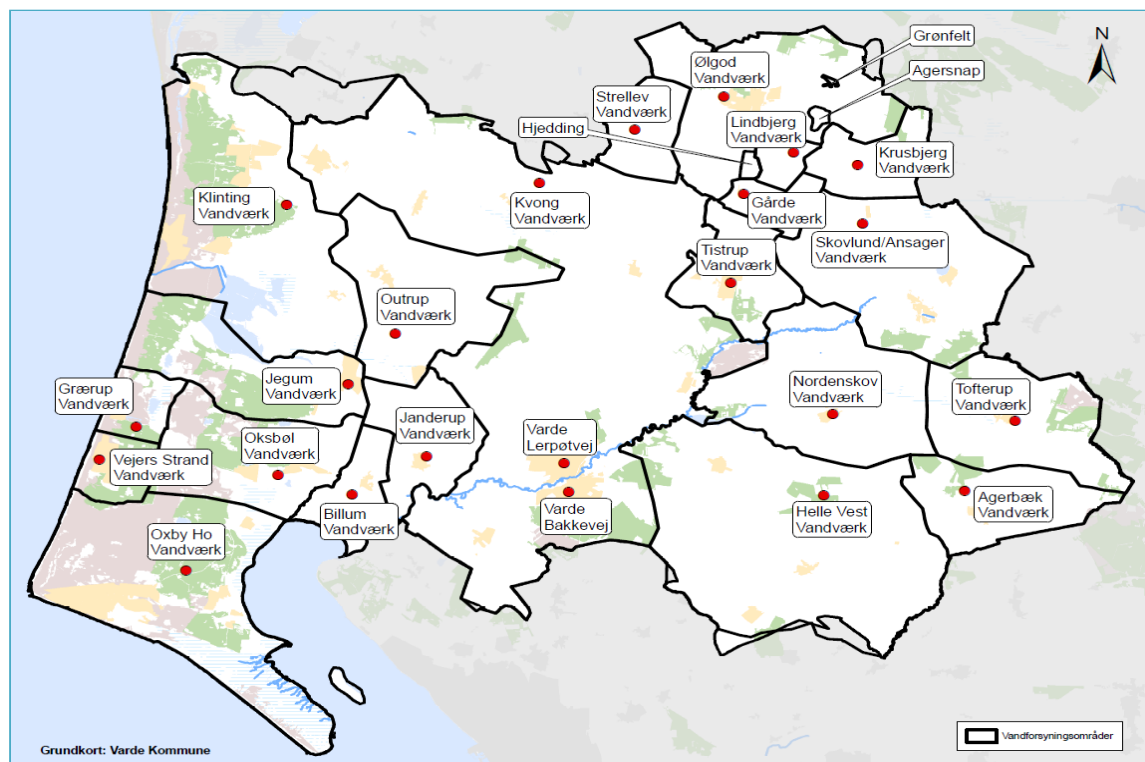 N
Grønfelt
Ølgod
Vandværk
Agersnap
Strellev
Vandværk
Hjedding
Lindbjerg
Vandværk
Krusbjerg
Vandværk
Klinting
Vandværk
Kvong
Vandværk
Gårde
Vandværk
Skovlund/Ansager
Vandværk
Tistrup
Vandværk
Outrup
Vandværk
Grærup
Vandværk
Jegum
Vandværk
Nordenskov
Vandværk
Tofterup
Vandværk
Janderup
Vandværk
Varde
Lerpøtvej
Oksbøl
Vandværk
Vejers Strand
Vandværk
Billum
Vandværk
Varde
Bakkevej
Helle Vest
Vandværk
Agerbæk
Vandværk
Oxby Ho
Vandværk
Grundkort: Varde Kommune
Vandforsyningsområder